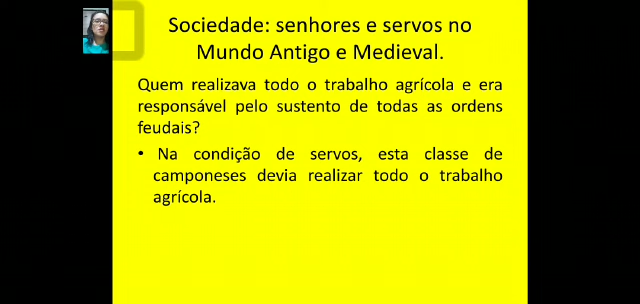 Sociedade: senhores e servos no
Mundo Antigo e Medieval.
Quem realizava todo o trabalho agrícola e era
responsável pelo sustento de todas as ordens
feudais?
• Na condição de servos, esta classe de
camponeses devia realizar todo o trabalho
agrícola.